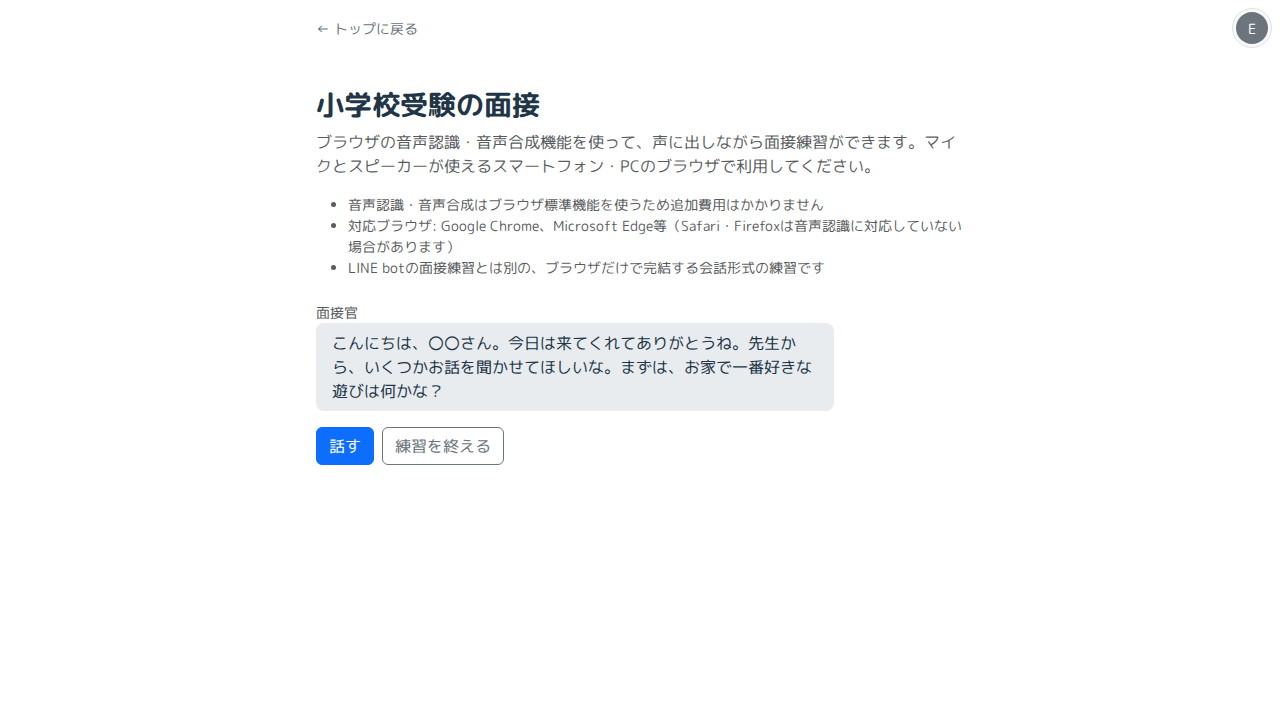 ← トップに戻る
E
小学校受験の面接
ブラウザの音声認識・音声合成機能を使って、声に出しながら面接練習ができます。マイ
クとスピーカーが使えるスマートフォン・PCのブラウザで利用してください。
• 音声認識・音声合成はブラウザ標準機能を使うため追加費用はかかりません
• 対応ブラウザ: Google Chrome、Microsoft Edge等（Safari・Firefoxは音声認識に対応していない
場合があります）
• LINE botの面接練習とは別の、ブラウザだけで完結する会話形式の練習です
面接官
こんにちは、〇〇さん。今日は来てくれてありがとうね。先生か
ら、いくつかお話を聞かせてほしいな。まずは、お家で一番好きな
遊びは何かな？
話す
練習を終える